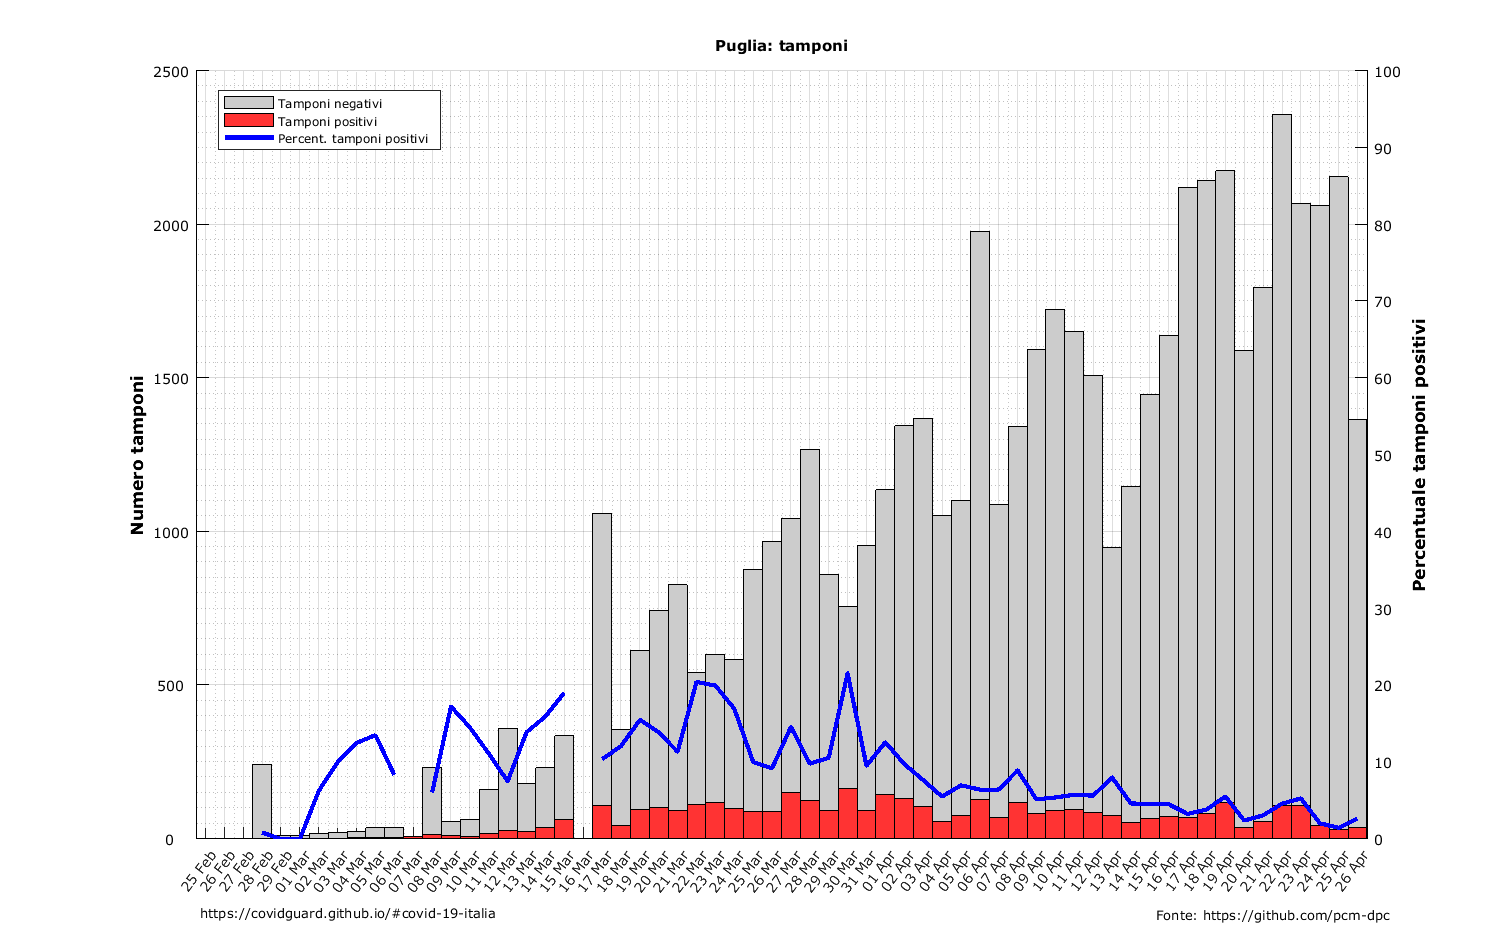 Puglia: tamponi
Tamponi negativi
Tamponi positivi
Percent. tamponi positivi
Numero tamponi
2500
2000
1500
1000
500
0
Percentuale tamponi positivi
100
90
80
70
60
50
40
30
20
10
0
25 Feb
26 Feb
27 Feb
28 Feb
29 Feb
01 Mar
02 Mar
03 Mar
04 Mar
05 Mar
06 Mar
07 Mar
08 Mar
09 Mar
10 Mar
11 Mar
12 Mar
13 Mar
14 Mar
15 Mar
16 Mar
17 Mar
18 Mar
19 Mar
20 Mar
21 Mar
22 Mar
23 Mar
24 Mar
25 Mar
26 Mar
27 Mar
28 Mar
29 Mar
30 Mar
31 Mar
01 Apr
02 Apr
03 Apr
04 Apr
05 Apr
06 Apr
07 Apr
08 Apr
09 Apr
10 Apr
11 Apr
12 Apr
13 Apr
14 Apr
15 Apr
16 Apr
17 Apr
18 Apr
19 Apr
20 Apr
21 Apr
22 Apr
23 Apr
24 Apr
25 Apr
26 Apr
https://covidguard.github.io/#covid-19-italia
Fonte: https://github.com/pcm-dpc